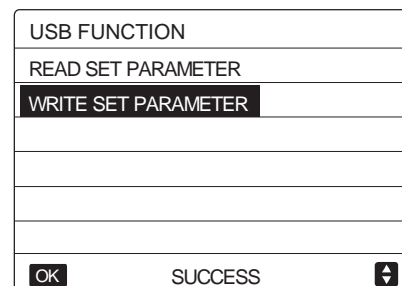 USB FUNCTION
READ SET PARAMETER
WRITE SET PARAMETER
OK SUCCESS